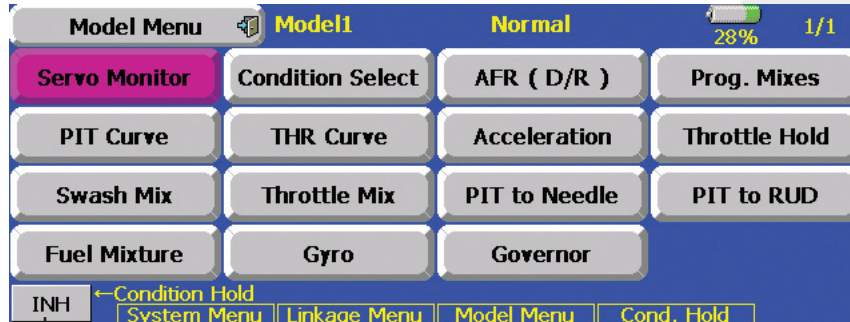 Model Menu Model1 Normal 28% 1/1
Servo Monitor Condition Select AFR ( D/R ) Prog. Mixes
PIT Curve THR Curve Acceleration Throttle Hold
Swash Mix Throttle Mix PIT to Needle PIT to RUD
Fuel Mixture Gyro Governor
INH ←Condition Hold
System Menu Linkage Menu Model Menu Cond. Hold